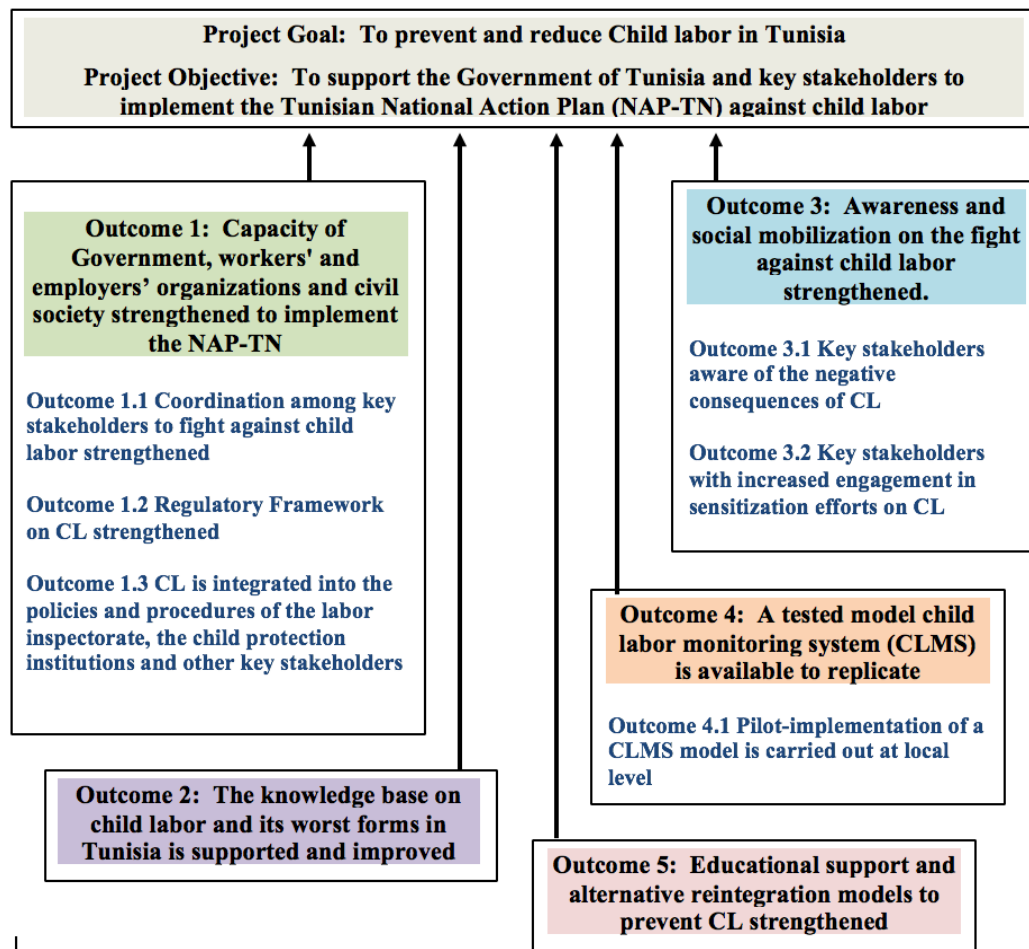 Project Goal: To prevent and reduce Child labor in Tunisia
Project Objective: To support the Government of Tunisia and key stakeholders to
implement the Tunisian National Action Plan (NAP-TN) against child labor
Outcome 1: Capacity of
Government, workers' and
employers’ organizations and civil
society strengthened to implement
the NAP-TN
Outcome 1.1 Coordination among key
stakeholders to fight against child
labor strengthened
Outcome 1.2 Regulatory Framework
on CL strengthened
Outcome 1.3 CL is integrated into the
policies and procedures of the labor
inspectorate, the child protection
institutions and other key stakeholders
Outcome 2: The knowledge base on
child labor and its worst forms in
Tunisia is supported and improved
Outcome 3: Awareness and
social mobilization on the fight
against child labor
strengthened.
Outcome 3.1 Key stakeholders
aware of the negative
consequences of CL
Outcome 3.2 Key stakeholders
with increased engagement in
sensitization efforts on CL
Outcome 4: A tested model child
labor monitoring system (CLMS)
is available to replicate
Outcome 4.1 Pilot-implementation of a
CLMS model is carried out at local
level
Outcome 5: Educational support and
alternative reintegration models to
prevent CL strengthened